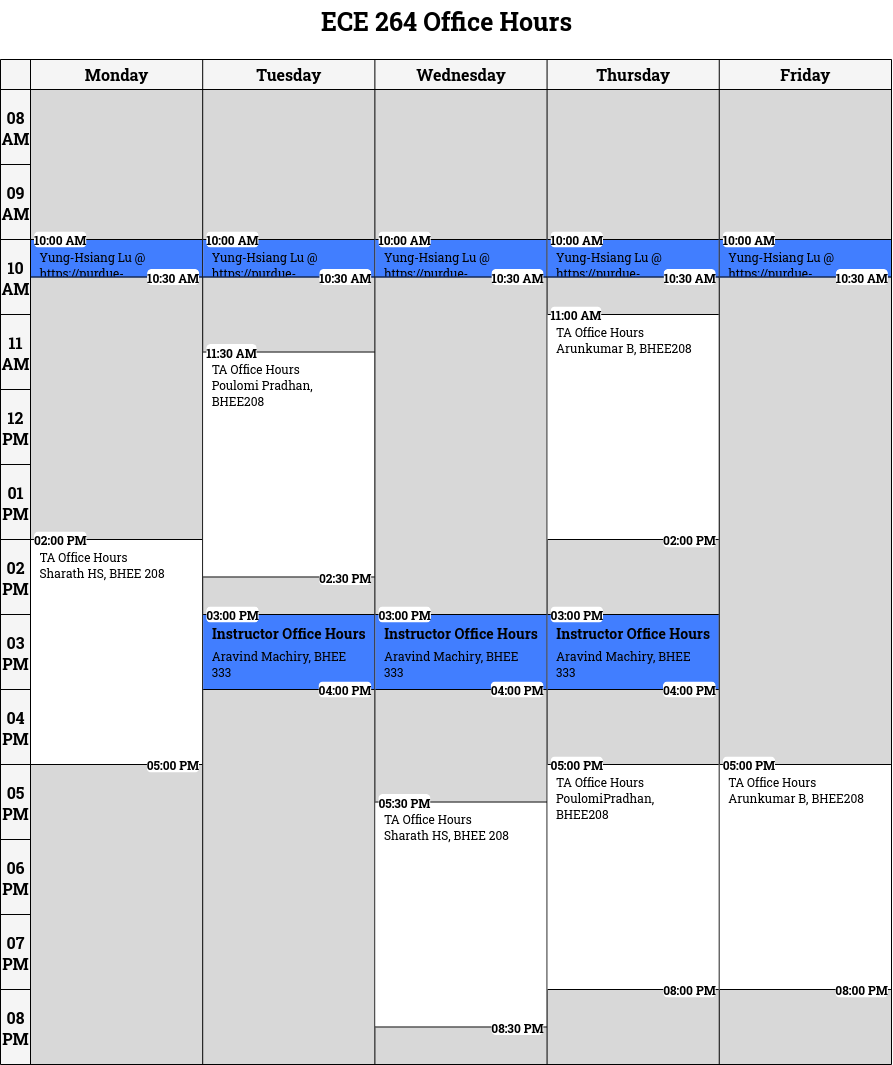 ECE 264 Office Hours
Monday Tuesday Wednesday Thursday Friday
08
AM
09
AM
10
AM
11
AM
12
PM
01
PM
02
PM
03
PM
04
PM
05
PM
06
PM
07
PM
08
PM
10:00 AM
Yung-Hsiang Lu @
https://purdue-
10:30 AM
02:00 PM
TA Office Hours
Sharath HS, BHEE 208
05:00 PM
10:00 AM
Yung-Hsiang Lu @
https://purdue-
10:30 AM
11:30 AM
TA Office Hours
Poulomi Pradhan,
BHEE208
02:30 PM
03:00 PM
Instructor Office Hours
Aravind Machiry, BHEE
333
04:00 PM
10:00 AM
Yung-Hsiang Lu @
https://purdue-
10:30 AM
03:00 PM
Instructor Office Hours
Aravind Machiry, BHEE
333
04:00 PM
05:30 PM
TA Office Hours
Sharath HS, BHEE 208
08:30 PM
10:00 AM
Yung-Hsiang Lu @
https://purdue-
10:30 AM
11:00 AM
TA Office Hours
Arunkumar B, BHEE208
02:00 PM
03:00 PM
Instructor Office Hours
Aravind Machiry, BHEE
333
04:00 PM
05:00 PM
TA Office Hours
PoulomiPradhan,
BHEE208
08:00 PM
10:00 AM
Yung-Hsiang Lu @
https://purdue-
10:30 AM
05:00 PM
TA Office Hours
Arunkumar B, BHEE208
08:00 PM